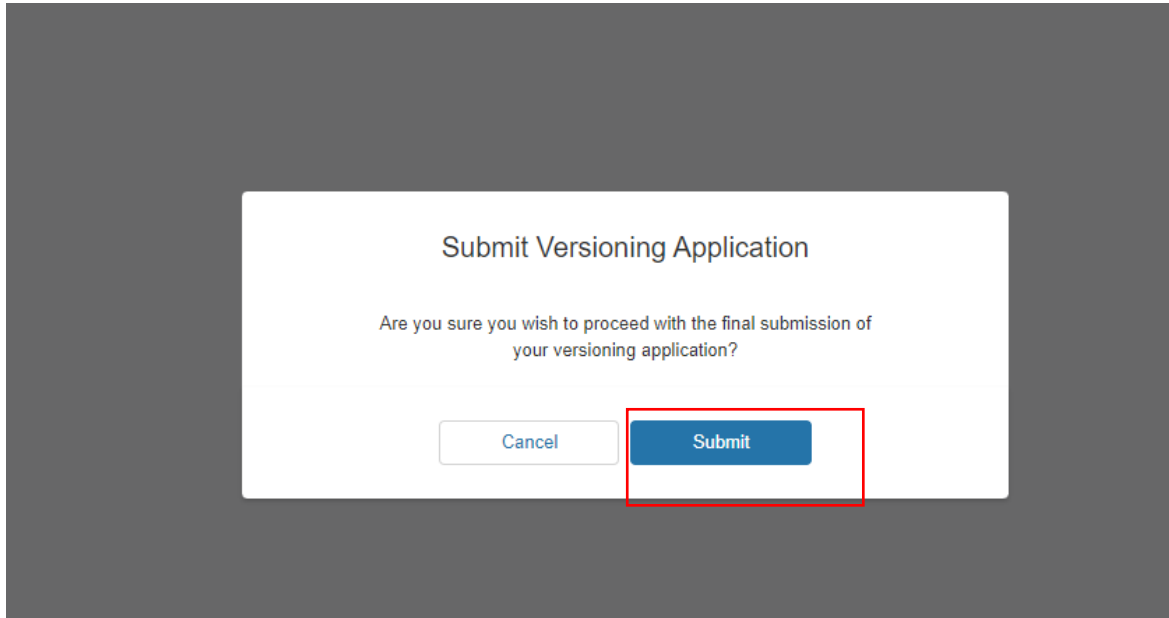 Submit Versioning Application
Are you sure you wish to proceed with the final submission of
your versioning application?
Cancel
Submit